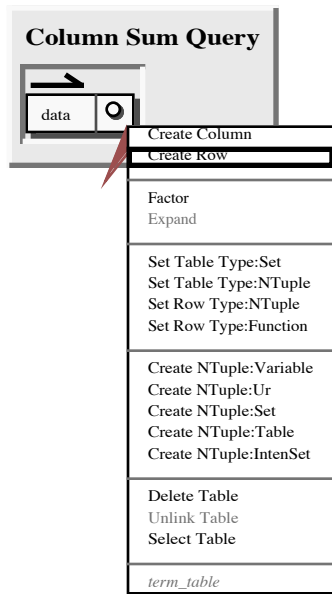 Column Sum Query
data
Create Column
Create Row
Factor
Expand
Set Table Type:Set
Set Table Type:NTuple
Set Row Type:NTuple
Set Row Type:Function
Create NTuple:Variable
Create NTuple:Ur
Create NTuple:Set
Create NTuple:Table
Create NTuple:IntenSet
Delete Table
Unlink Table
Select Table
term_table